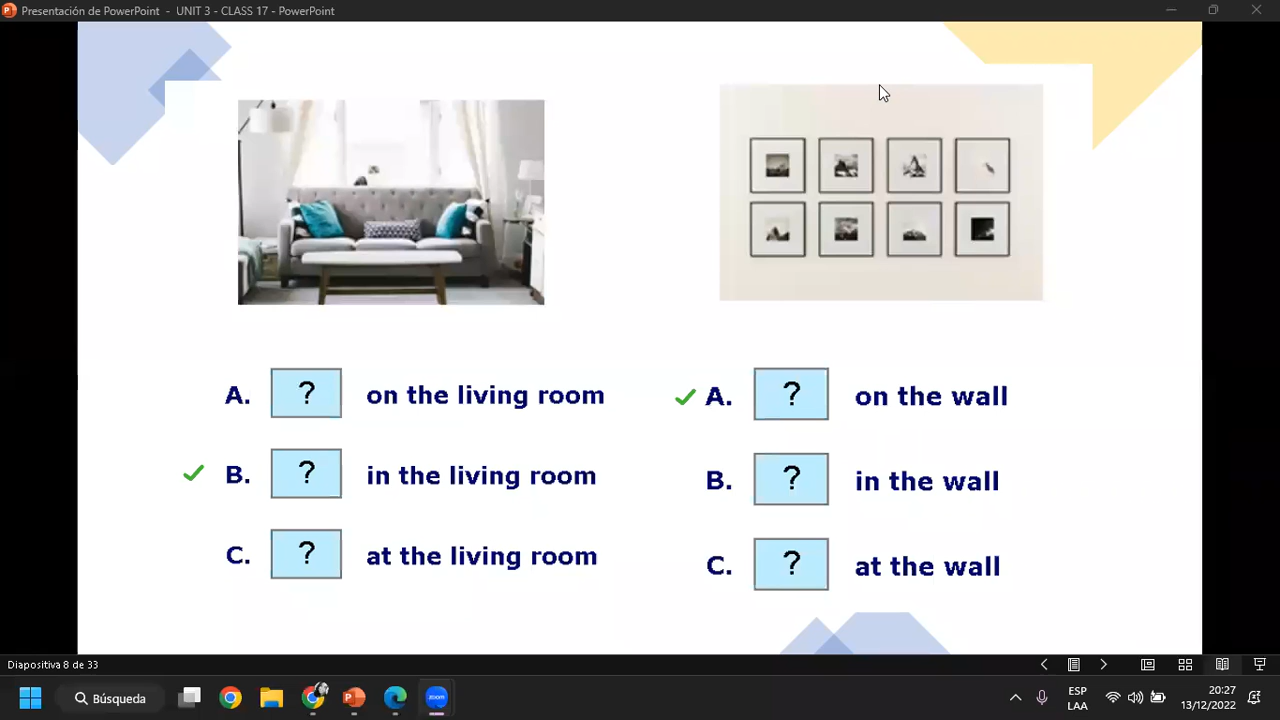 Presentación de PowerPoint - UNIT 3 - CLASS 17 - PowerPoint
A. ? on the living room
✓ B. ? in the living room
C. ? at the living room
✓ A. ? on the wall
B. ? in the wall
C. ? at the wall
Diapositiva 8 de 33
Búsqueda
zoom
ESP
LAA
20:27
13/12/2022